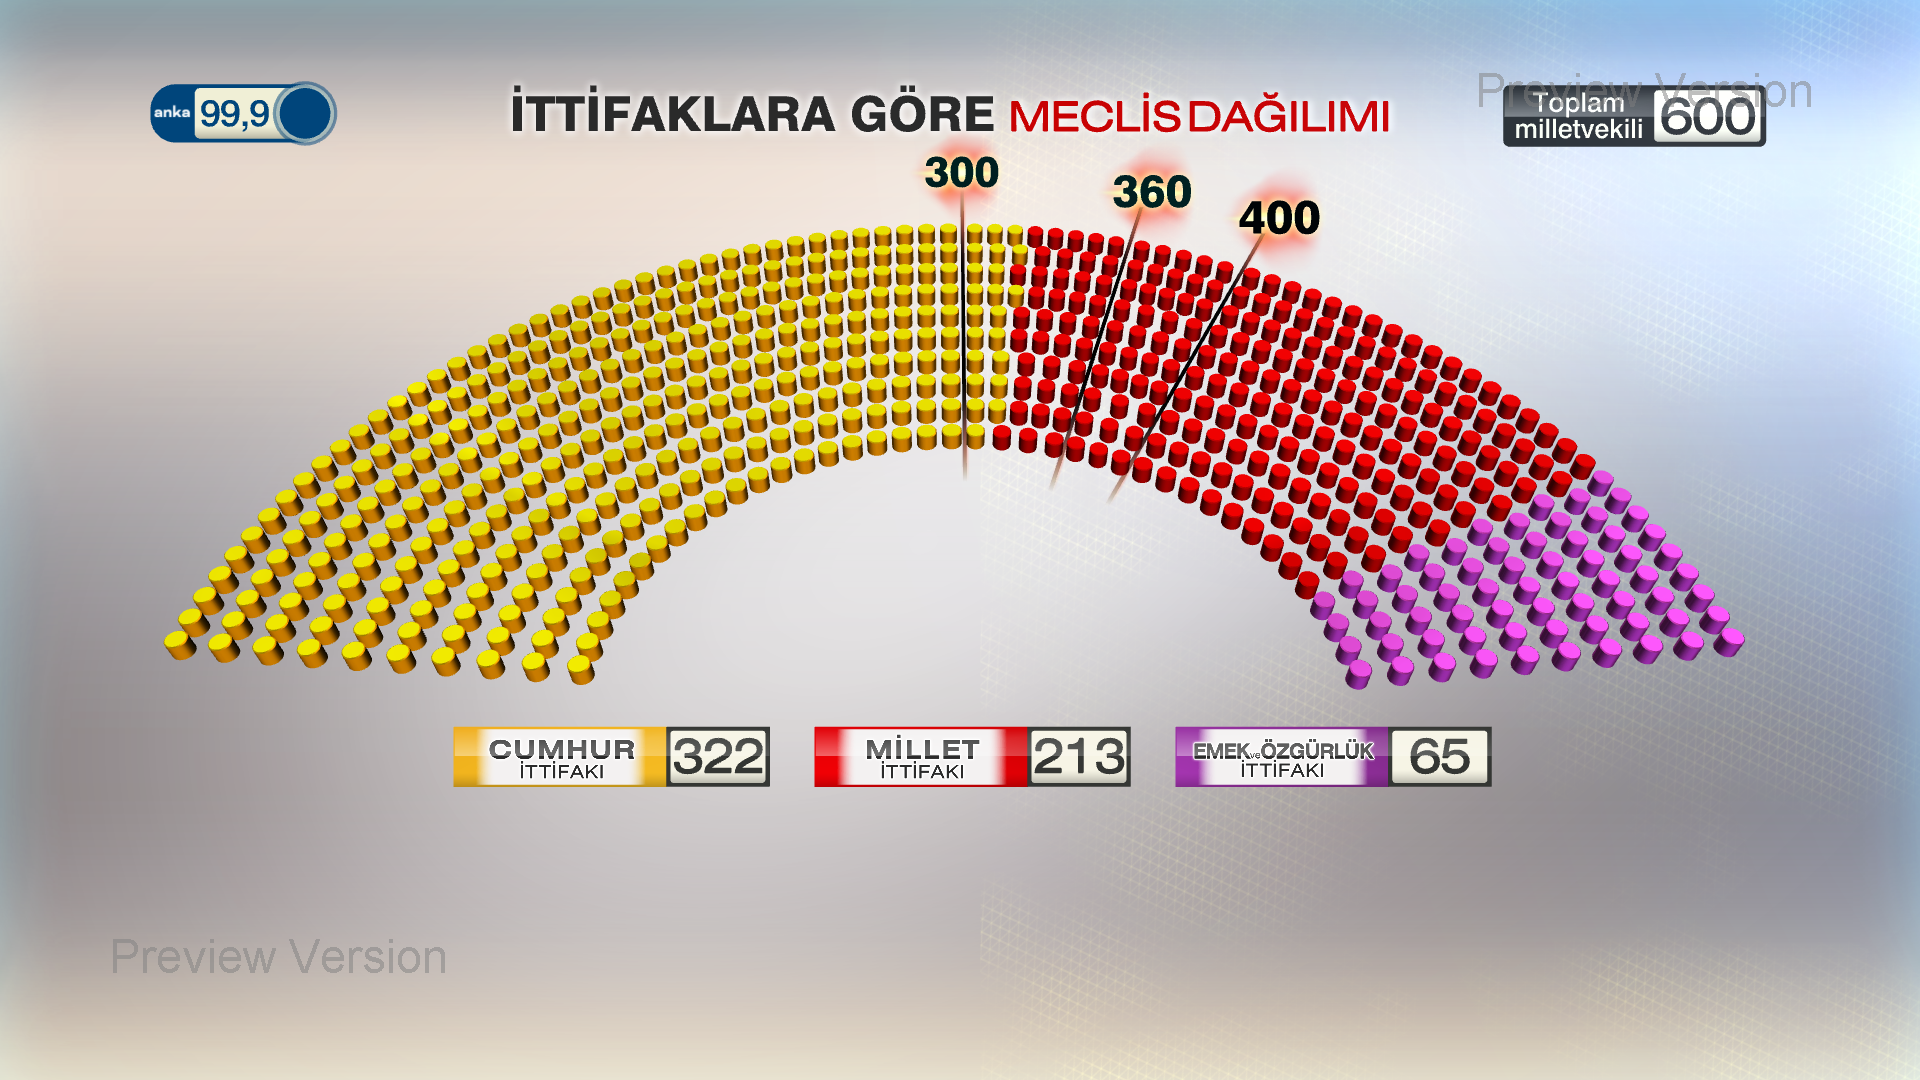 anka 99,9
İTTİFAKLARA GÖRE MECLİS DAĞILIMI
Preview Version
Toplam milletvekili 600
300
360
400
CUMHUR İTTİFAKI 322
MİLLET İTTİFAKI 213
EMEK ve ÖZGÜRLÜK İTTİFAKI 65
Preview Version